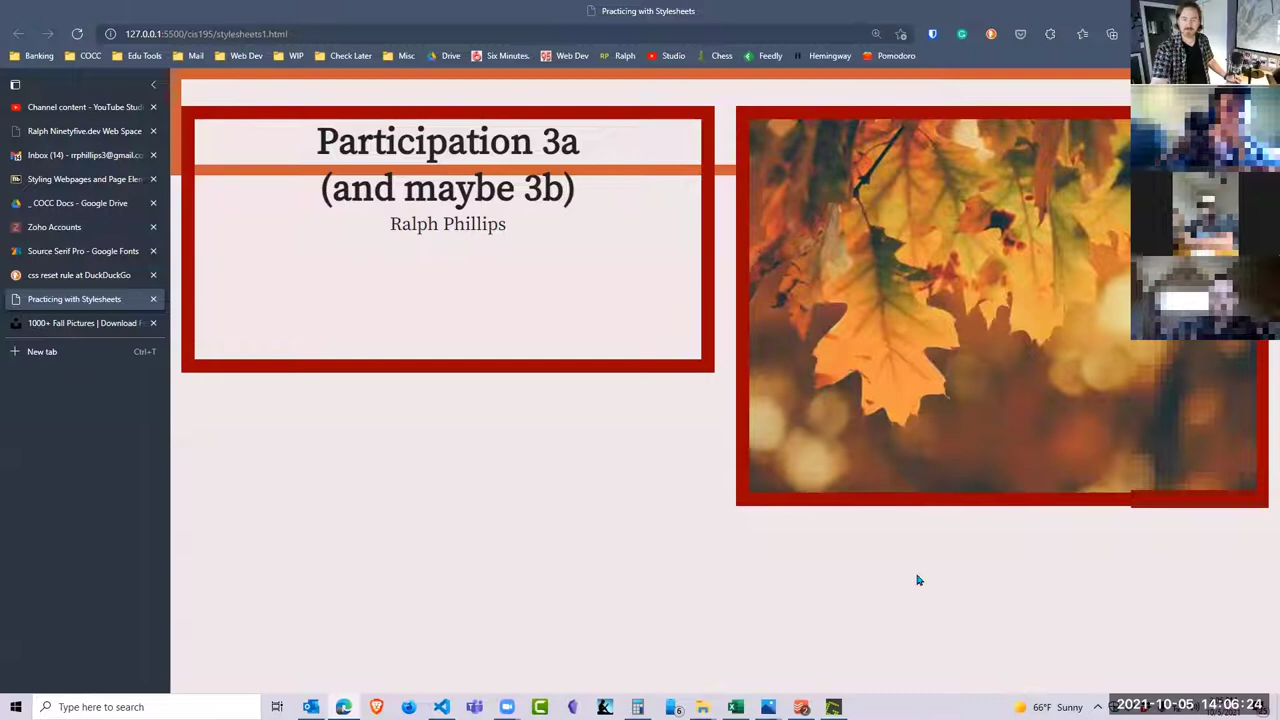 Practicing with Stylesheets
127.0.0.1:5500/cis195/stylesheets1.html
Banking COCC Edu Tools Mail Web Dev WIP Check Later Misc Drive Six Minutes. Web Dev Ralph Studio Chess Feedly Hemingway Pomodoro
Channel content - YouTube Stud
Ralph Ninetyfive.dev Web Space
Inbox (14) - rrphillips3@gmail.cc
Styling Webpages and Page Elen
_ COCC Docs - Google Drive
Zoho Accounts
Source Serif Pro - Google Fonts
css reset rule at DuckDuckGo
Practicing with Stylesheets
1000+ Fall Pictures | Download F
New tab Ctrl+T
Participation 3a
(and maybe 3b)
Ralph Phillips
Type here to search
66°F Sunny
2021-10-05 14:06:24